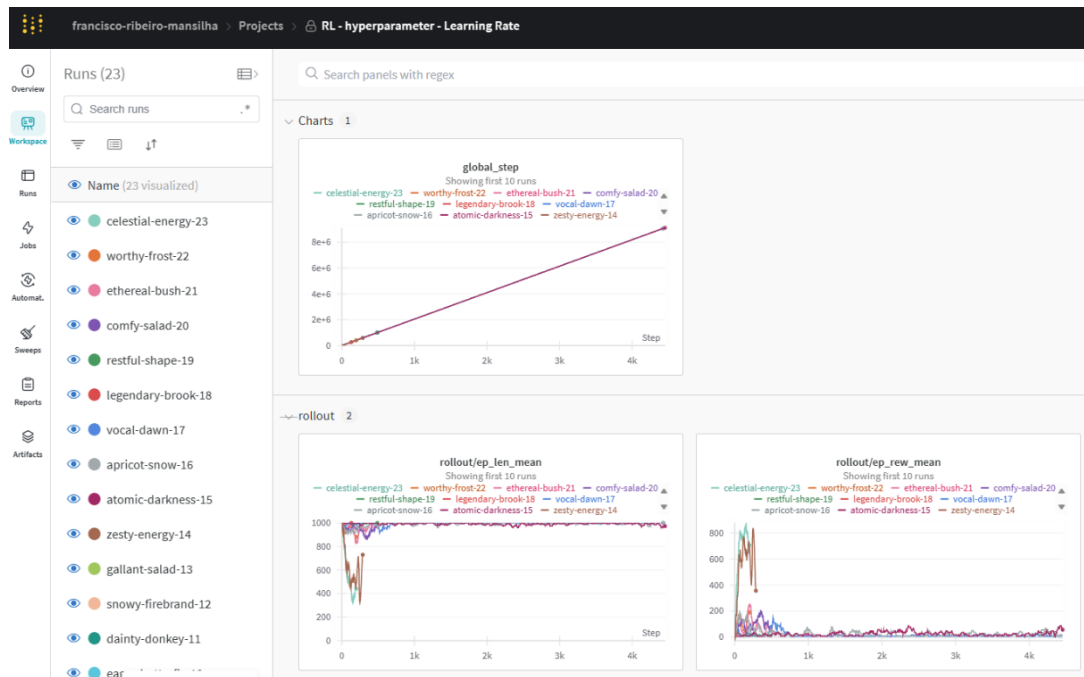 francisco-ribeiro-mansilha > Projects > RL - hyperparameter - Learning Rate
Overview
Workspace
Runs
Jobs
Automat.
Sweeps
Reports
Artifacts
Runs (23)
Search runs
.*
Name (23 visualized)
celestial-energy-23
worthy-frost-22
ethereal-bush-21
comfy-salad-20
restful-shape-19
legendary-brook-18
vocal-dawn-17
apricot-snow-16
atomic-darkness-15
zesty-energy-14
gallant-salad-13
snowy-firebrand-12
dainty-donkey-11
Search panels with regex
Charts 1
global_step
Showing first 10 runs
celestial-energy-23 worthy-frost-22 ethereal-bush-21 comfy-salad-20
restful-shape-19 legendary-brook-18 vocal-dawn-17
apricot-snow-16 atomic-darkness-15 zesty-energy-14
8e+6
6e+6
4e+6
2e+6
0
Step
0 1k 2k 3k 4k
rollout 2
rollout/ep_len_mean
Showing first 10 runs
celestial-energy-23 worthy-frost-22 ethereal-bush-21 comfy-salad-20
restful-shape-19 legendary-brook-18 vocal-dawn-17
apricot-snow-16 atomic-darkness-15 zesty-energy-14
1000
800
600
400
200
0
Step
0 1k 2k 3k 4k
rollout/ep_rew_mean
Showing first 10 runs
celestial-energy-23 worthy-frost-22 ethereal-bush-21 comfy-salad-20
restful-shape-19 legendary-brook-18 vocal-dawn-17
apricot-snow-16 atomic-darkness-15 zesty-energy-14
800
600
400
200
0
0 1k 2k 3k 4k